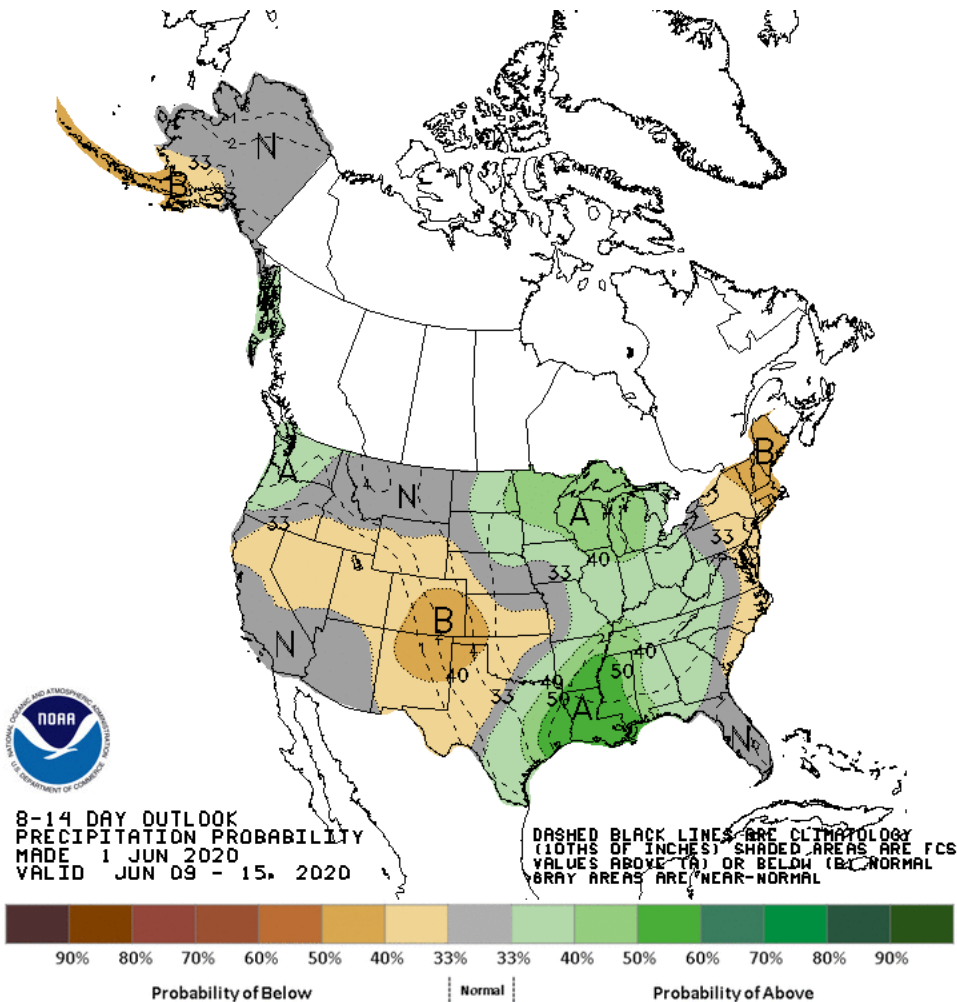 N
1
2
33
B
33
A
4
N
B
33
A
40
33
33
B
N
40
40
33
40
50
50
A
N
NATIONAL OCEANIC AND ATMOSPHERIC ADMINISTRATION
NOAA
U.S. DEPARTMENT OF COMMERCE
8-14 DAY OUTLOOK
PRECIPITATION PROBABILITY
MADE 1 JUN 2020
VALID JUN 09 - 15, 2020
DASHED BLACK LINES ARE CLIMATOLOGY
(10THS OF INCHES) SHADED AREAS ARE FCST
VALUES ABOVE (A) OR BELOW (B) NORMAL
GRAY AREAS ARE NEAR-NORMAL
90% 80% 70% 60% 50% 40% 33% 33% 40% 50% 60% 70% 80% 90%
Probability of Below Normal Probability of Above